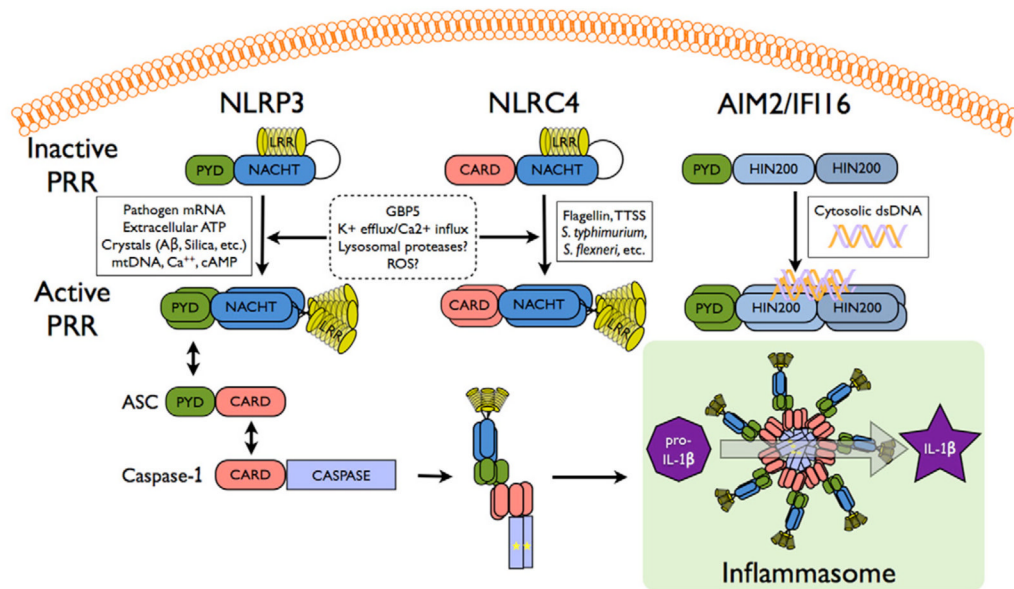 NLRP3
NLRC4
AIM2/IFI16
Inactive
PRR
LRR
PYD
NACHT
LRR
CARD
NACHT
PYD
HIN200
HIN200
Pathogen mRNA
Extracellular ATP
Crystals (Aβ, Silica, etc.)
mtDNA, Ca⁺⁺, cAMP
GBP5
K+ efflux/Ca2+ influx
Lysosomal proteases?
ROS?
Flagellin, TTSS
S. typhimurium,
S. flexneri, etc.
Cytosolic dsDNA
Active
PRR
PYD
NACHT
LRR
CARD
NACHT
LRR
PYD
HIN200
HIN200
ASC
PYD
CARD
Caspase-1
CARD
CASPASE
pro-
IL-1β
IL-1β
Inflammasome